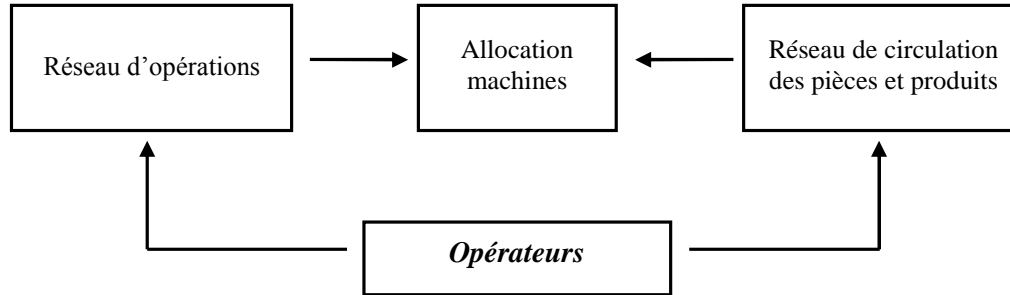 Réseau d’opérations
Allocation
machines
Réseau de circulation
des pièces et produits
Opérateurs